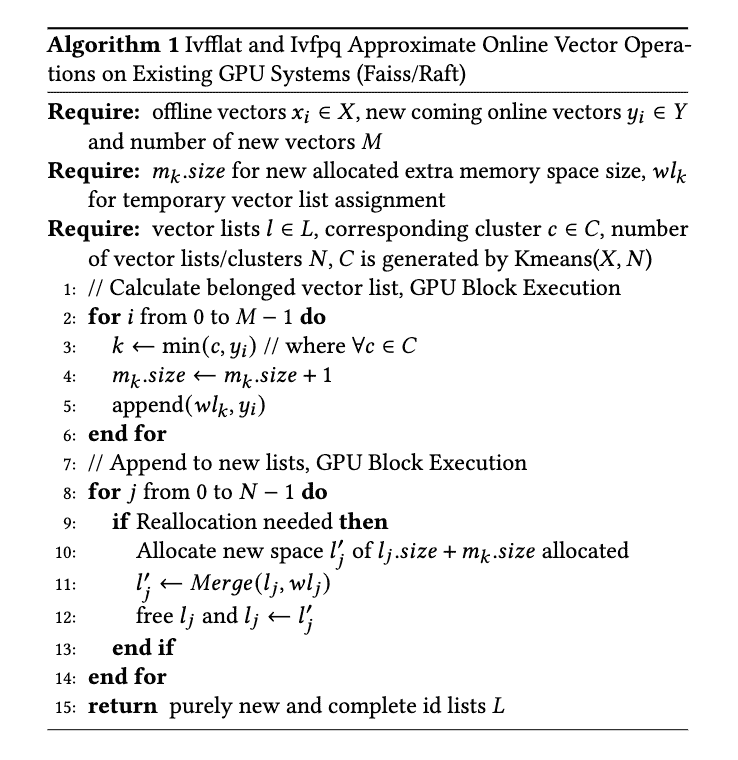 Algorithm 1 Ivfflat and Ivfpq Approximate Online Vector Opera-
tions on Existing GPU Systems (Faiss/Raft)
Require: offline vectors xᵢ ∈ X, new coming online vectors yᵢ ∈ Y
and number of new vectors M
Require: mₖ.size for new allocated extra memory space size, wlₖ
for temporary vector list assignment
Require: vector lists l ∈ L, corresponding cluster c ∈ C, number
of vector lists/clusters N, C is generated by Kmeans(X, N)
1: // Calculate belonged vector list, GPU Block Execution
2: for i from 0 to M − 1 do
3: k ← min(c, yᵢ) // where ∀c ∈ C
4: mₖ.size ← mₖ.size + 1
5: append(wlₖ, yᵢ)
6: end for
7: // Append to new lists, GPU Block Execution
8: for j from 0 to N − 1 do
9: if Reallocation needed then
10: Allocate new space l′ⱼ of lⱼ.size + mₖ.size allocated
11: l′ⱼ ← Merge(lⱼ, wlⱼ)
12: free lⱼ and lⱼ ← l′ⱼ
13: end if
14: end for
15: return purely new and complete id lists L